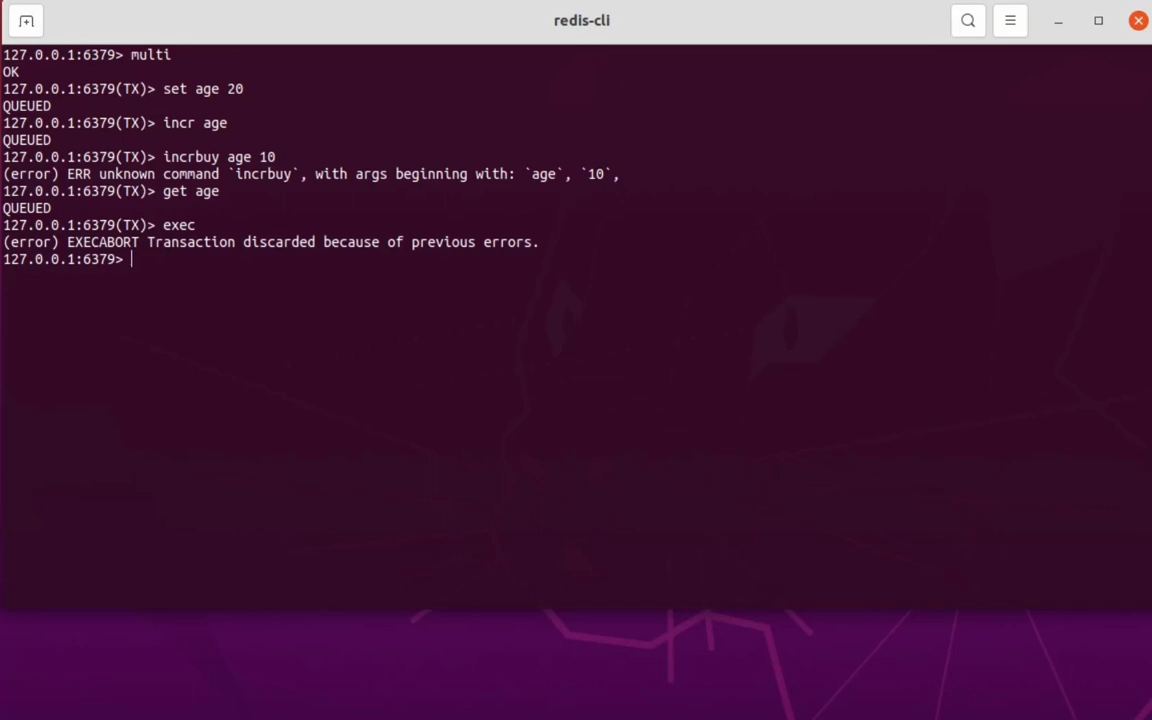 redis-cli
127.0.0.1:6379> multi
OK
127.0.0.1:6379(TX)> set age 20
QUEUED
127.0.0.1:6379(TX)> incr age
QUEUED
127.0.0.1:6379(TX)> incrbuy age 10
(error) ERR unknown command `incrbuy`, with args beginning with: `age`, `10`,
127.0.0.1:6379(TX)> get age
QUEUED
127.0.0.1:6379(TX)> exec
(error) EXECABORT Transaction discarded because of previous errors.
127.0.0.1:6379>